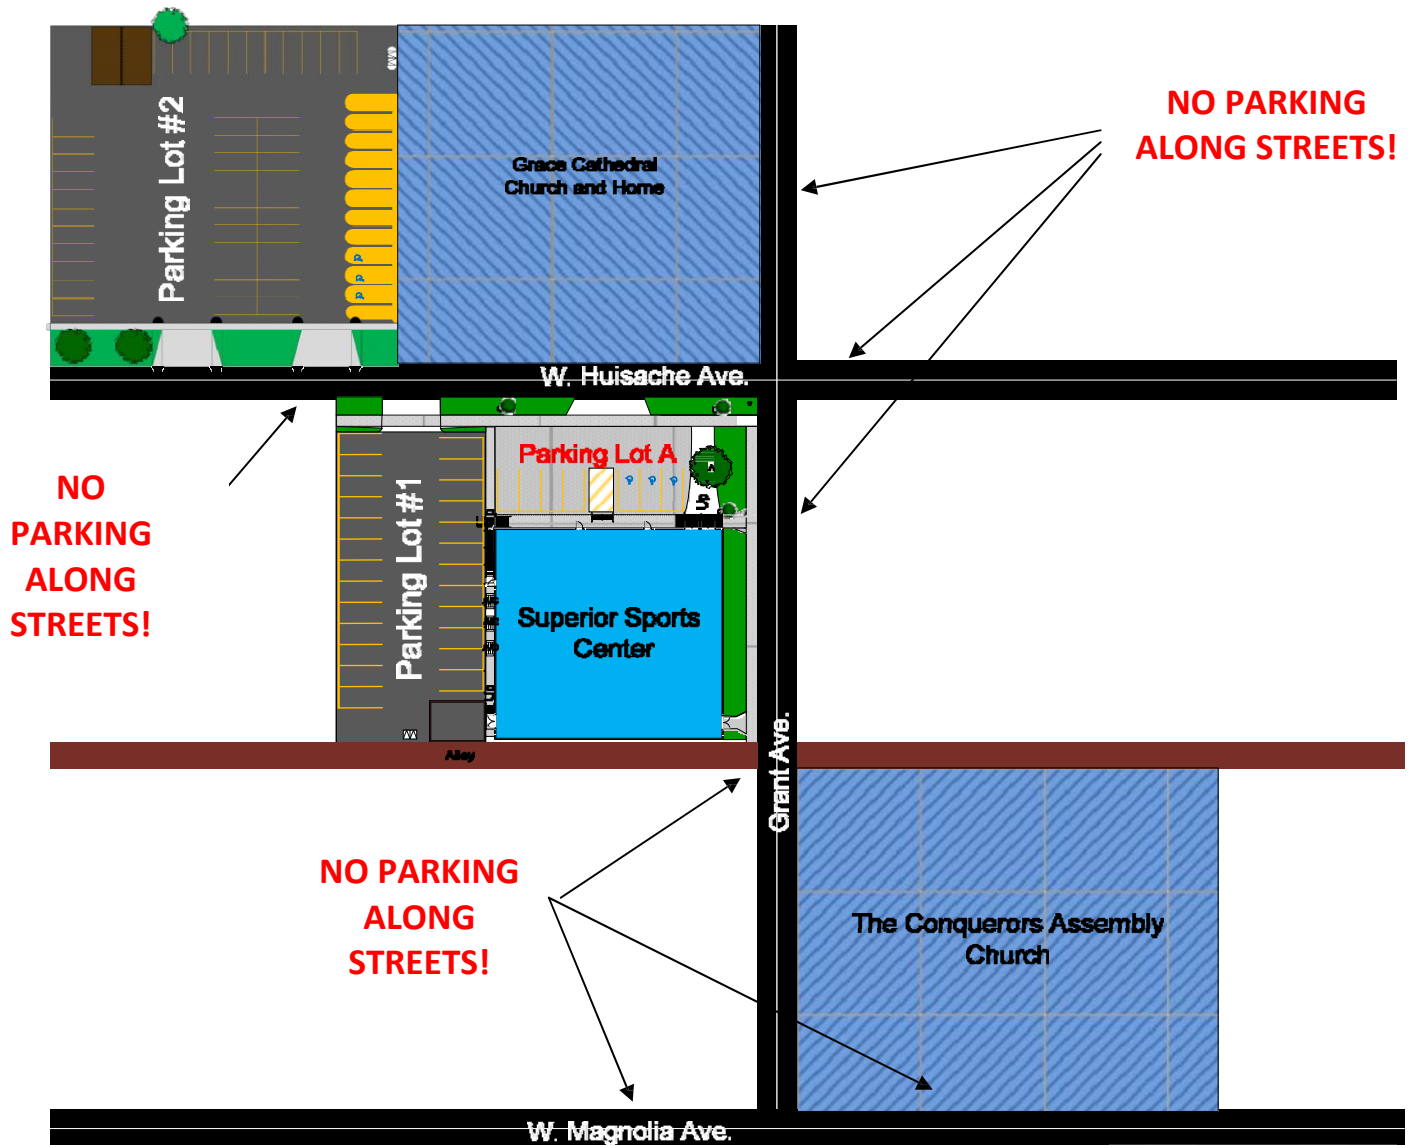 NO PARKING
ALONG STREETS!
Parking Lot #2
Grace Cathedral
Church and Home
W. Huisache Ave.
NO
PARKING
ALONG
STREETS!
Parking Lot A
Parking Lot #1
Up
Superior Sports
Center
Grant Ave.
Alley
NO PARKING
ALONG
STREETS!
The Conquerors Assembly
Church
W. Magnolia Ave.